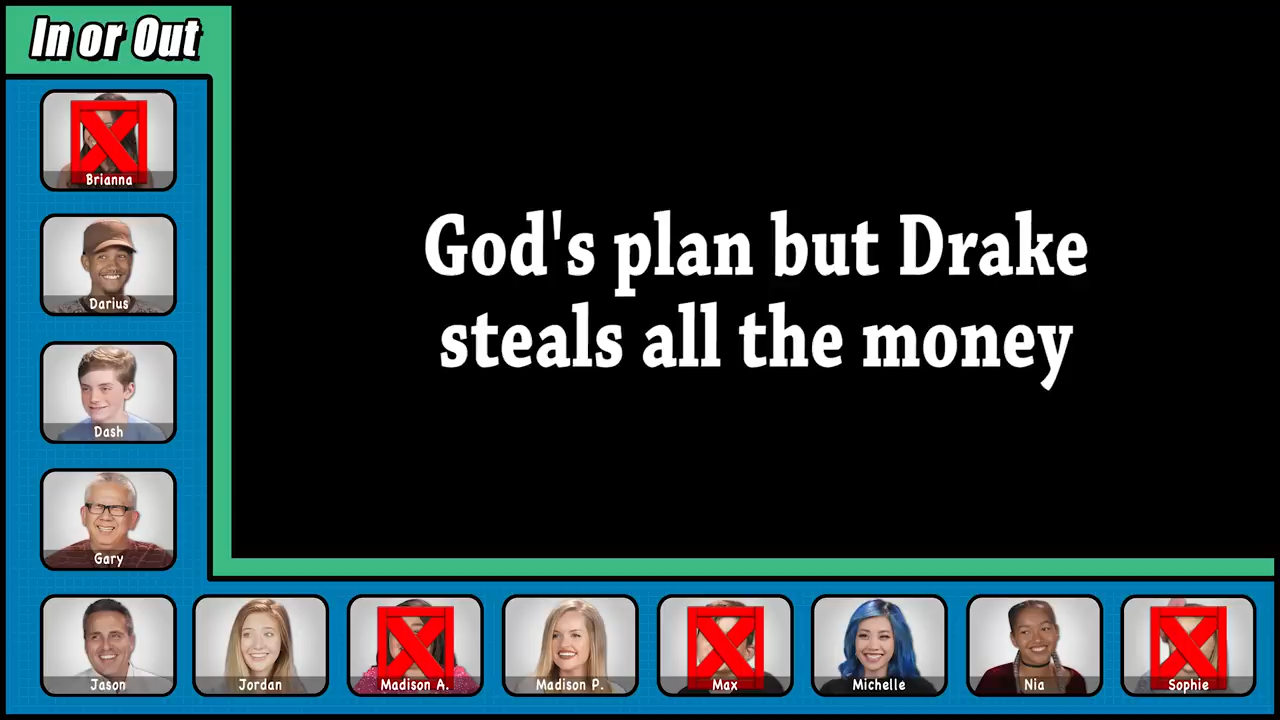 In or Out
God's plan but Drake
steals all the money
Brianna
Darius
Dash
Gary
Jason
Jordan
Madison A.
Madison P.
Max
Michelle
Nia
Sophie